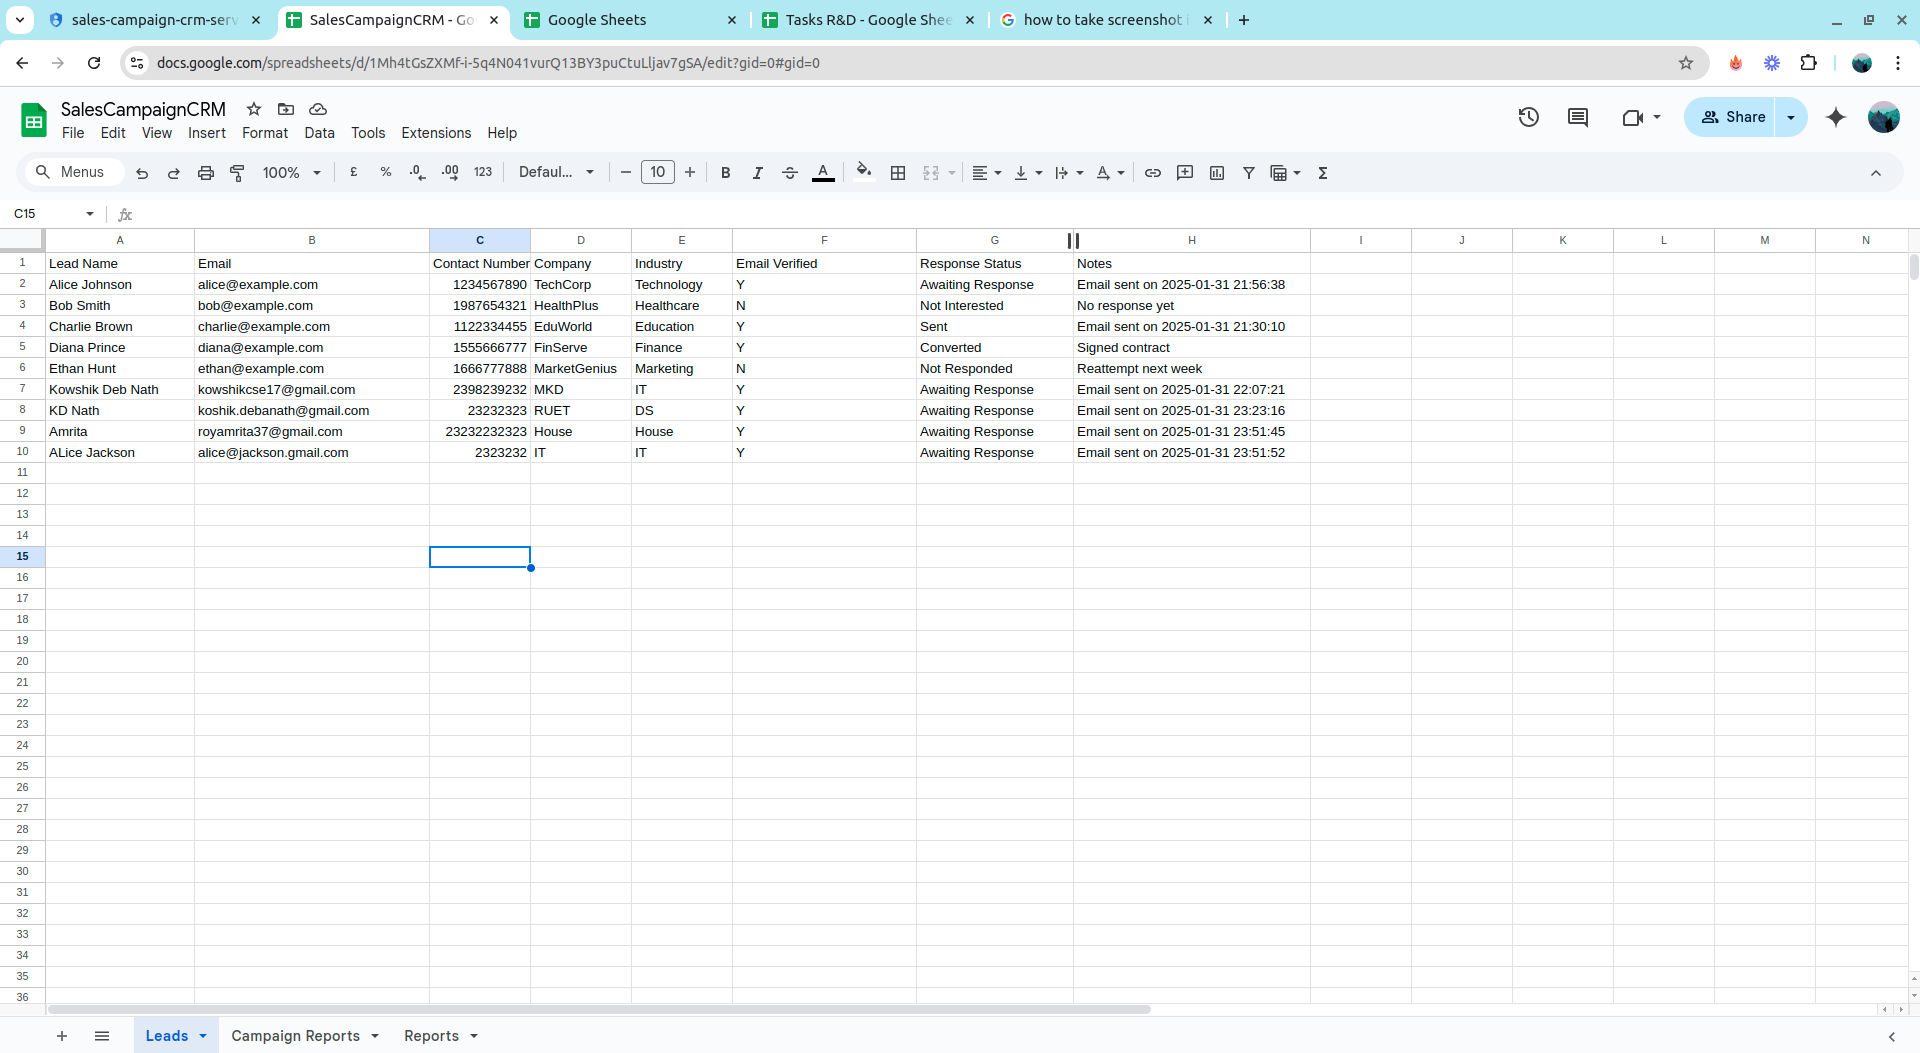 sales-campaign-crm-serv
SalesCampaignCRM - Go
Google Sheets
Tasks R&D - Google Shee
how to take screenshot i
docs.google.com/spreadsheets/d/1Mh4tGsZXMf-i-5q4N041vurQ13BY3puCtuLljav7gSA/edit?gid=0#gid=0
SalesCampaignCRM
File Edit View Insert Format Data Tools Extensions Help
Share
Menus 100% £ % .0 .00 123 Defaul... 10 B I A Σ
C15 fx
A B C D E F G H I J K L M N
1 Lead Name Email Contact Number Company Industry Email Verified Response Status Notes
2 Alice Johnson alice@example.com 1234567890 TechCorp Technology Y Awaiting Response Email sent on 2025-01-31 21:56:38
3 Bob Smith bob@example.com 1987654321 HealthPlus Healthcare N Not Interested No response yet
4 Charlie Brown charlie@example.com 1122334455 EduWorld Education Y Sent Email sent on 2025-01-31 21:30:10
5 Diana Prince diana@example.com 1555666777 FinServe Finance Y Converted Signed contract
6 Ethan Hunt ethan@example.com 1666777888 MarketGenius Marketing N Not Responded Reattempt next week
7 Kowshik Deb Nath kowshikcse17@gmail.com 2398239232 MKD IT Y Awaiting Response Email sent on 2025-01-31 22:07:21
8 KD Nath koshik.debanath@gmail.com 23232323 RUET DS Y Awaiting Response Email sent on 2025-01-31 23:23:16
9 Amrita royamrita37@gmail.com 23232232323 House House Y Awaiting Response Email sent on 2025-01-31 23:51:45
10 ALice Jackson alice@jackson.gmail.com 2323232 IT IT Y Awaiting Response Email sent on 2025-01-31 23:51:52
11
12
13
14
15
16
17
18
19
20
21
22
23
24
25
26
27
28
29
30
31
32
33
34
35
36
Leads Campaign Reports Reports